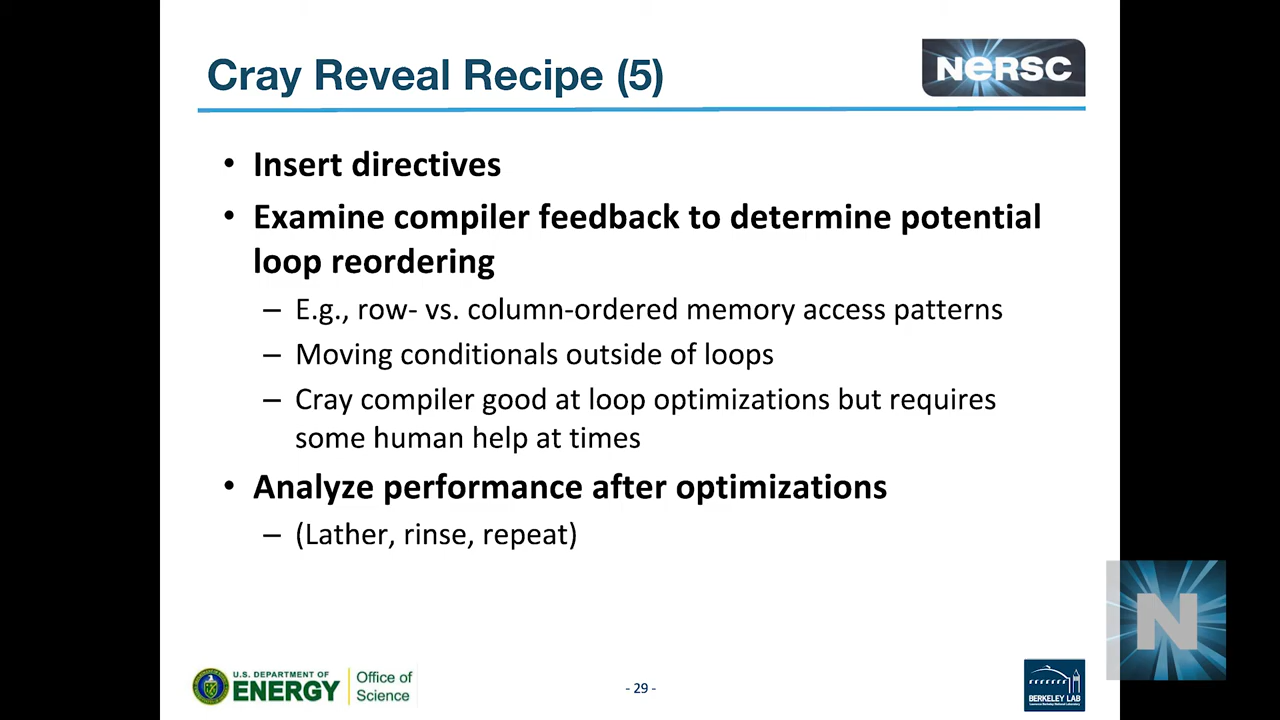 Cray Reveal Recipe (5)
NERSC
• Insert directives
• Examine compiler feedback to determine potential
loop reordering
– E.g., row- vs. column-ordered memory access patterns
– Moving conditionals outside of loops
– Cray compiler good at loop optimizations but requires
some human help at times
• Analyze performance after optimizations
– (Lather, rinse, repeat)
N
U.S. DEPARTMENT OF
ENERGY
Office of
Science
- 29 -
BERKELEY LAB